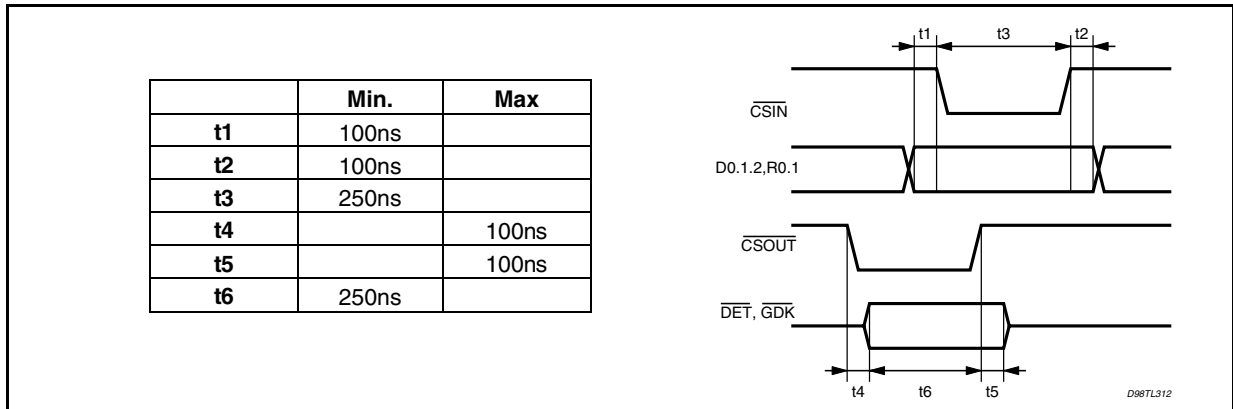 Min. Max
t1 100ns
t2 100ns
t3 250ns
t4 100ns
t5 100ns
t6 250ns
t1 t3 t2
CSIN
D0.1.2,R0.1
CSOUT
DET, GDK
t4 t6 t5
D98TL312